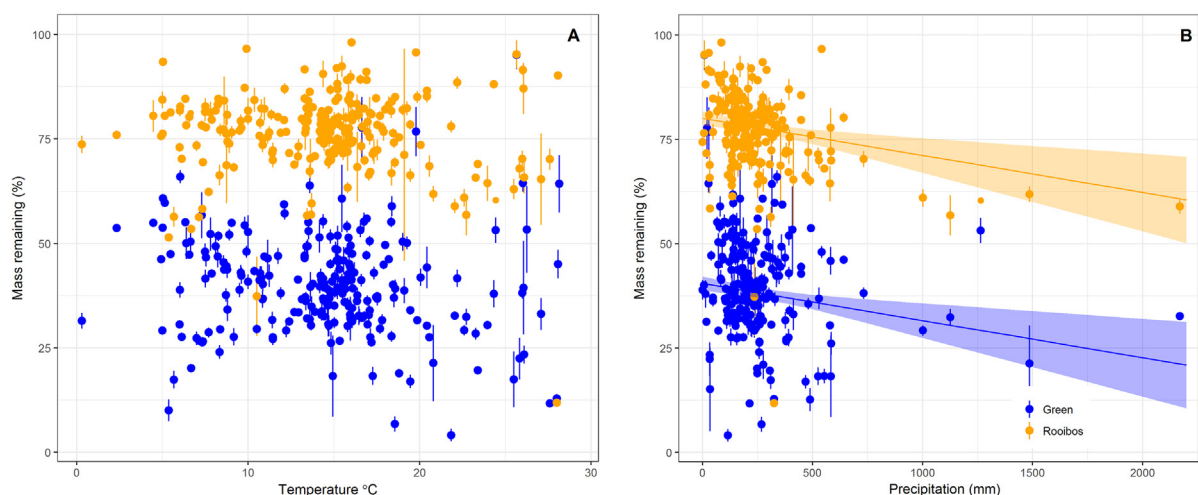 A
B
Mass remaining (%)
100
75
50
25
0
0
10
20
30
Temperature °C
Mass remaining (%)
100
75
50
25
0
0
500
1000
1500
2000
Precipitation (mm)
Green
Rooibos